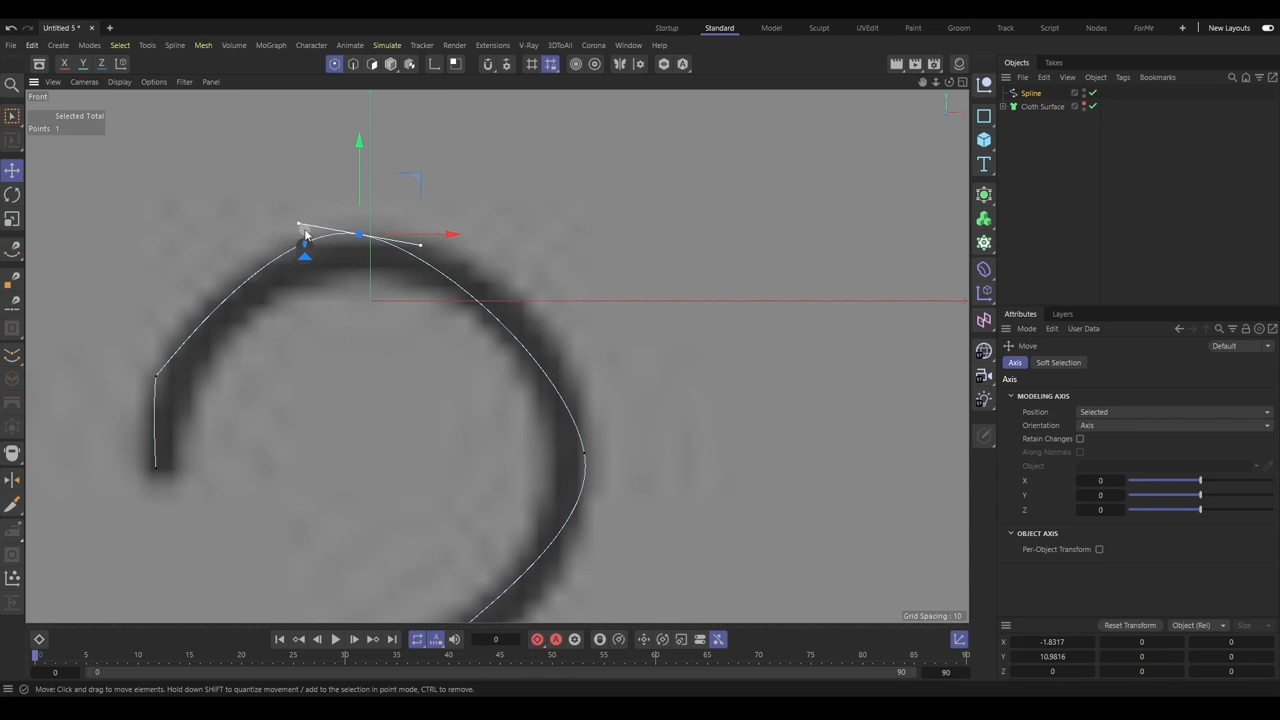 Untitled 5 *
Startup Standard Model Sculpt UVEdit Paint Groom Track Script Nodes ForMe New Layouts
File Edit Create Modes Select Tools Spline Mesh Volume MoGraph Character Animate Simulate Tracker Render Extensions V-Ray 3DToAll Corona Window Help
X Y Z
View Cameras Display Options Filter Panel
Front
Selected Total
Points 1
Y
Grid Spacing : 10
Objects Takes
File Edit View Object Tags Bookmarks
Spline
Cloth Surface
Attributes Layers
Mode Edit User Data
Move Default
Axis Soft Selection
Axis
MODELING AXIS
Position Selected
Orientation Axis
Retain Changes
Along Normals
Object
X 0
Y 0
Z 0
OBJECT AXIS
Per-Object Transform
Reset Transform Object (Rel) Size
X -1.8317 0 0
Y 10.9816 0 0
Z 0 0 0
0
0 5 10 15 20 25 30 35 40 45 50 55 60 65 70 75 80 85 90
0 0 90 90
Move: Click and drag to move elements. Hold down SHIFT to quantize movement / add to the selection in point mode, CTRL to remove.